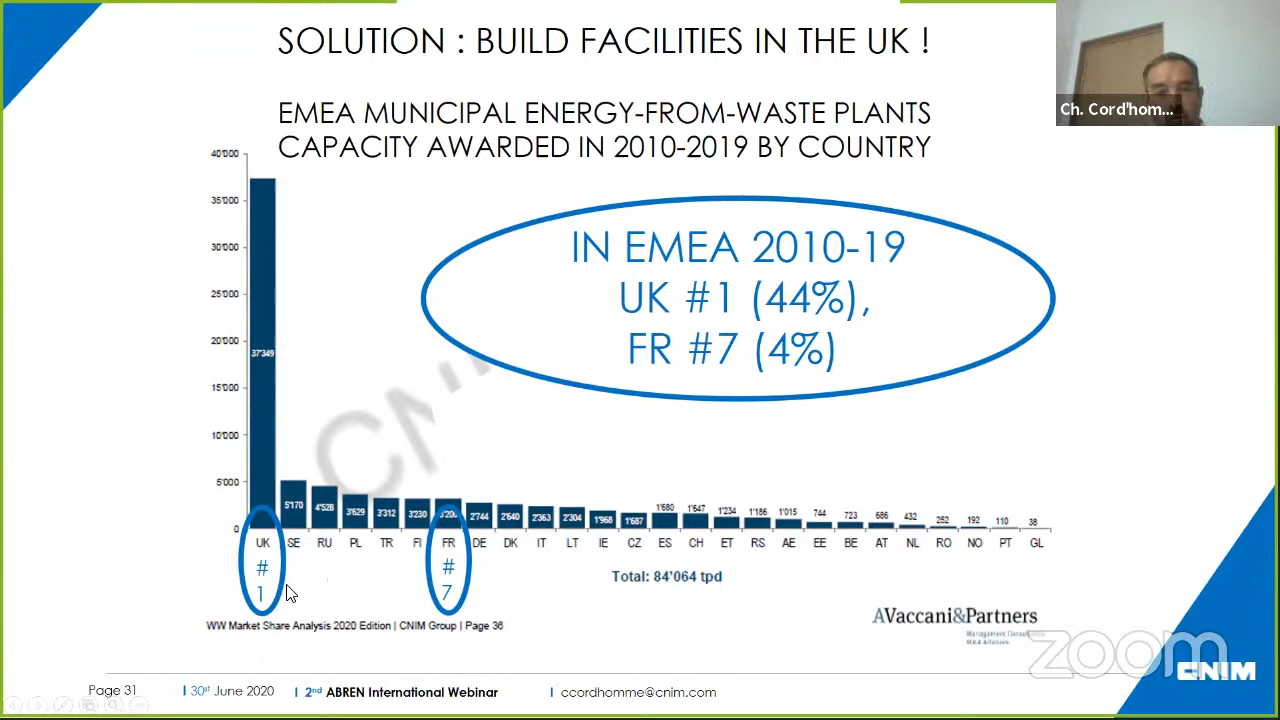 SOLUTION : BUILD FACILITIES IN THE UK !
Ch. Cord'hom...
EMEA MUNICIPAL ENERGY-FROM-WASTE PLANTS
CAPACITY AWARDED IN 2010-2019 BY COUNTRY
40'000
35'000
30'000
25'000
20'000
15'000
10'000
5'000
0
IN EMEA 2010-19
UK #1 (44%),
FR #7 (4%)
CNI
37'349 5'170 4'528 3'629 3'312 3'230 3'200 2'744 2'640 2'363 2'304 1'968 1'687 1'680 1'647 1'234 1'186 1'015 744 723 686 432 252 192 110 38
UK SE RU PL TR FI FR DE DK IT LT IE CZ ES CH ET RS AE EE BE AT NL RO NO PT GL
# 1
# 7
Total: 84'064 tpd
AVaccani&Partners
Management Consultants
M&A Advisors
WW Market Share Analysis 2020 Edition | CNIM Group | Page 36
zoom
CNIM
Page 31 | 30st June 2020 | 2nd ABREN International Webinar | ccordhomme@cnim.com